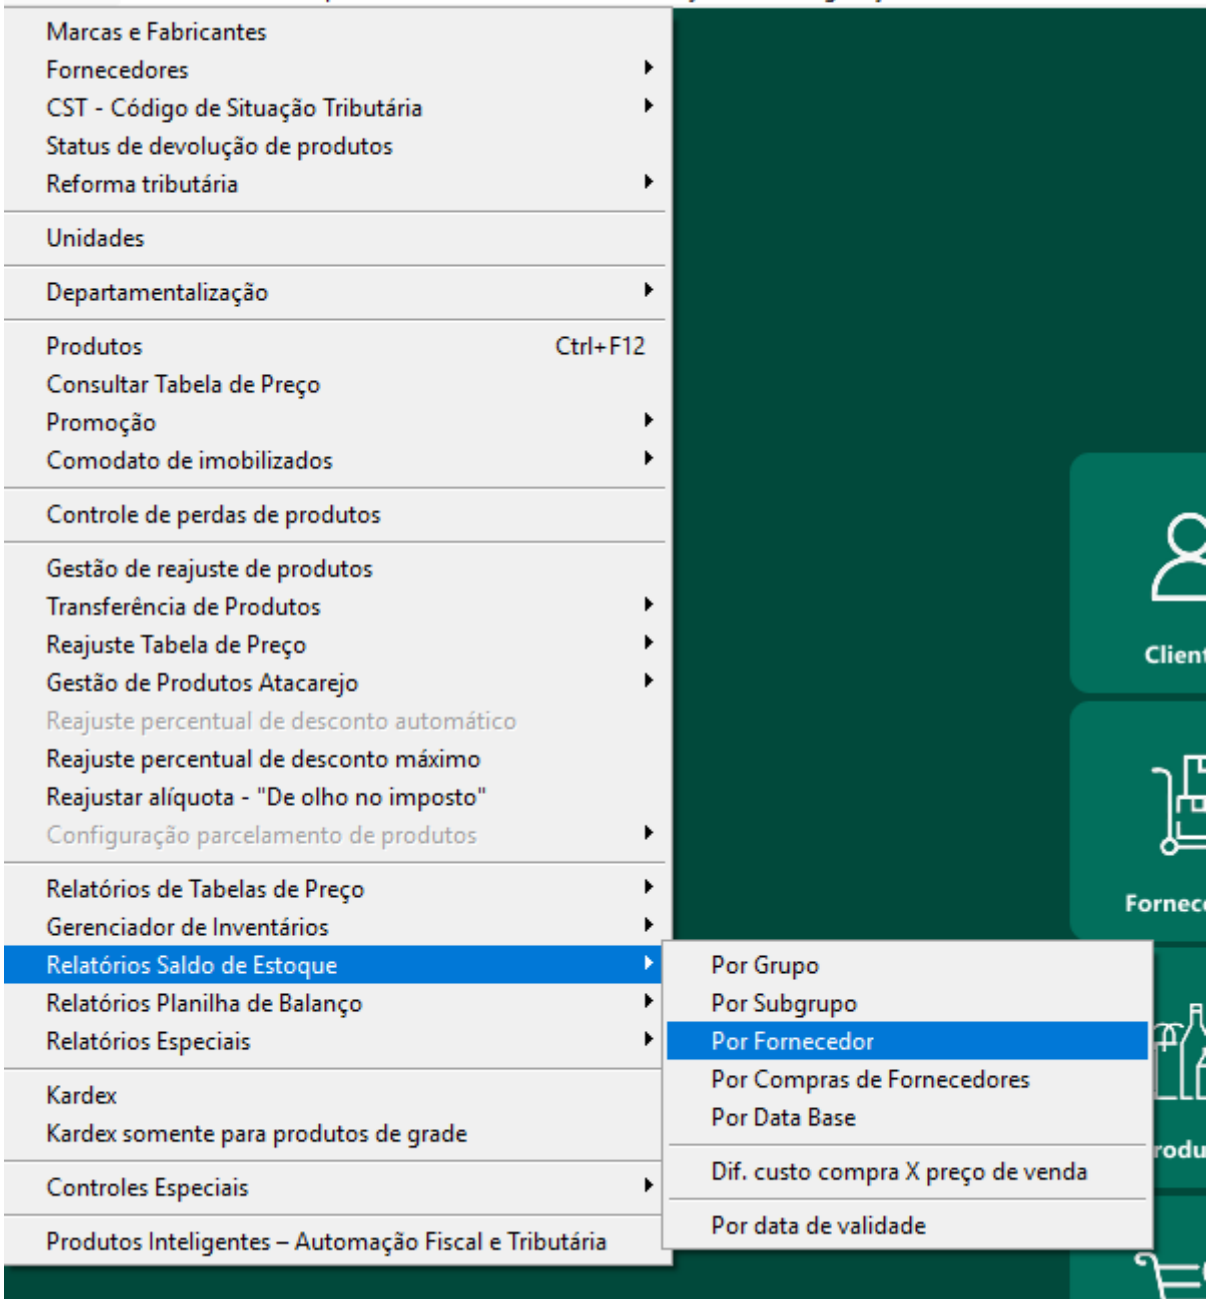 Marcas e Fabricantes
Fornecedores
CST - Código de Situação Tributária
Status de devolução de produtos
Reforma tributária
Unidades
Departamentalização
Produtos Ctrl+F12
Consultar Tabela de Preço
Promoção
Comodato de imobilizados
Controle de perdas de produtos
Gestão de reajuste de produtos
Transferência de Produtos
Reajuste Tabela de Preço
Gestão de Produtos Atacarejo
Reajuste percentual de desconto automático
Reajuste percentual de desconto máximo
Reajustar alíquota - "De olho no imposto"
Configuração parcelamento de produtos
Relatórios de Tabelas de Preço
Gerenciador de Inventários
Relatórios Saldo de Estoque
Relatórios Planilha de Balanço
Relatórios Especiais
Kardex
Kardex somente para produtos de grade
Controles Especiais
Produtos Inteligentes – Automação Fiscal e Tributária
Por Grupo
Por Subgrupo
Por Fornecedor
Por Compras de Fornecedores
Por Data Base
Dif. custo compra X preço de venda
Por data de validade
Client
Fornec
rodu